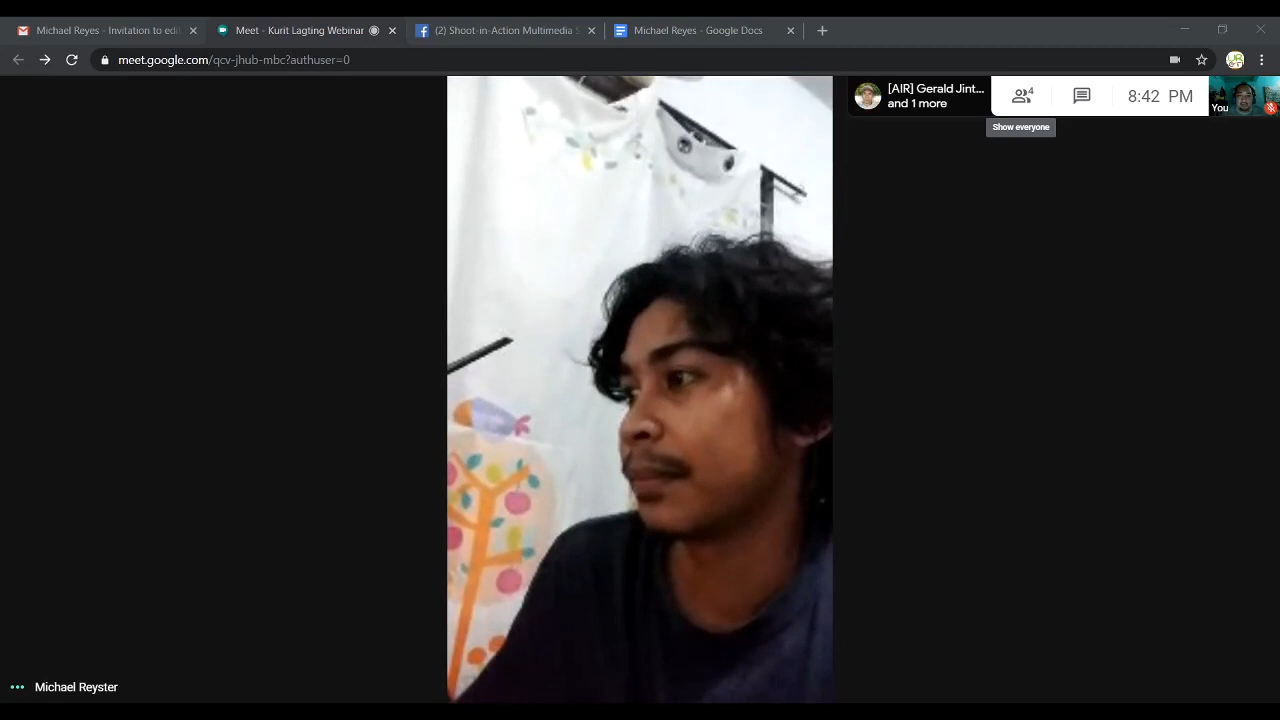 Michael Reyes - Invitation to edit
Meet - Kurit Lagting Webinar
(2) Shoot-in-Action Multimedia S
Michael Reyes - Google Docs
meet.google.com/qcv-jhub-mbc?authuser=0
[AIR] Gerald Jint...
and 1 more
4
8:42 PM
You
Show everyone
Michael Reyster